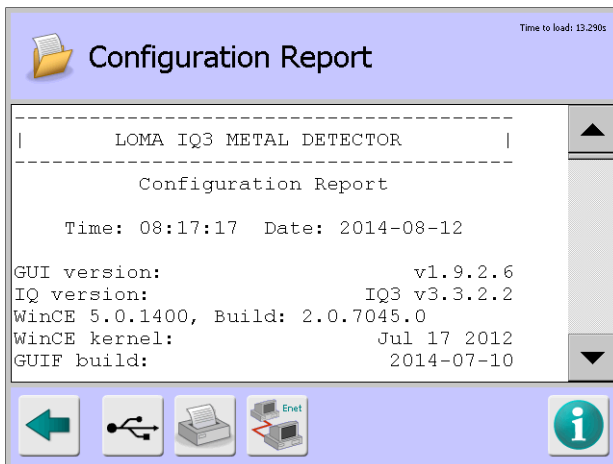 Time to load: 13.290s
Configuration Report
-----------------------------------------
|       LOMA IQ3 METAL DETECTOR        |
-----------------------------------------
Configuration Report
Time: 08:17:17  Date: 2014-08-12
GUI version: v1.9.2.6
IQ version: IQ3 v3.3.2.2
WinCE 5.0.1400, Build: 2.0.7045.0
WinCE kernel: Jul 17 2012
GUIF build: 2014-07-10
Enet
i